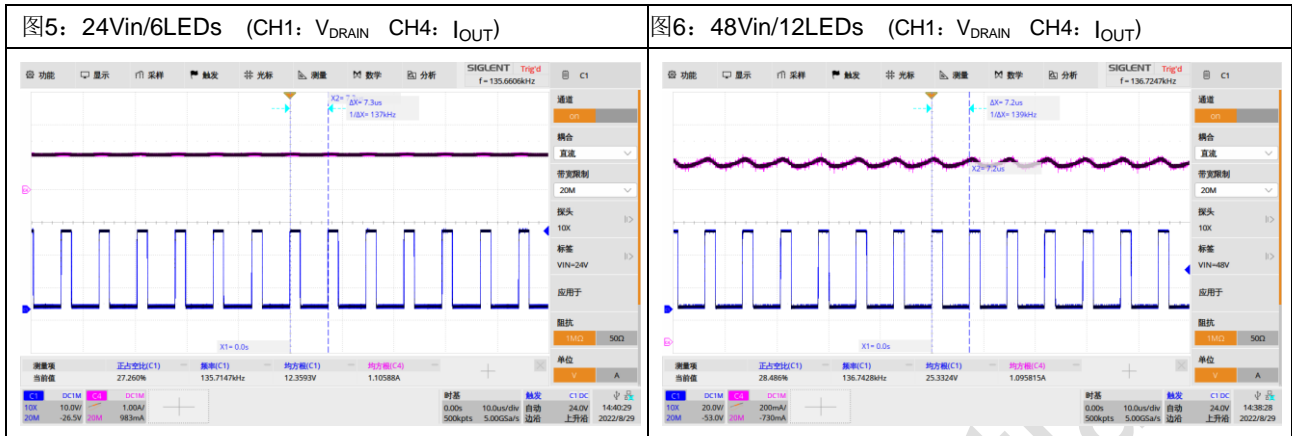 图5：24Vin/6LEDs (CH1：VDRAIN CH4：IOUT)
功能 显示 采样 触发 光标 测量 数学 分析
SIGLENT Trig'd
f = 135.6606kHz
C1
ΔX= 7.3us
1/ΔX= 137kHz
X1= 0.0s
通道
on
耦合
直流
带宽限制
20M
探头
10X
标签
VIN=24V
应用于
阻抗
1MΩ 50Ω
单位
V A
测量项 正占空比(C1) 频率(C1) 均方根(C1) 均方根(C4)
当前值 27.260% 135.7147kHz 12.3593V 1.10588A
C1 DC1M C4 DC1M
10X 10.0V/ 1.00A/
20M -26.5V 20M 983mA
时基 触发 C1 DC
0.00s 10.0us/div 自动 24.0V
500kpts 5.00GSa/s 边沿 上升沿
14:40:29
2022/8/29
图6：48Vin/12LEDs (CH1：VDRAIN CH4：IOUT)
功能 显示 采样 触发 光标 测量 数学 分析
SIGLENT Trig'd
f = 136.7247kHz
C1
ΔX= 7.2us
1/ΔX= 139kHz
X2= 7.2us
X1= 0.0s
通道
on
耦合
直流
带宽限制
20M
探头
10X
标签
VIN=48V
应用于
阻抗
1MΩ 50Ω
单位
V A
测量项 正占空比(C1) 频率(C1) 均方根(C1) 均方根(C4)
当前值 28.486% 136.7428kHz 25.3324V 1.095815A
C1 DC1M C4 DC1M
10X 20.0V/ 200mA/
20M -53.0V 20M -730mA
时基 触发 C1 DC
0.00s 10.0us/div 自动 24.0V
500kpts 5.00GSa/s 边沿 上升沿
14:38:28
2022/8/29